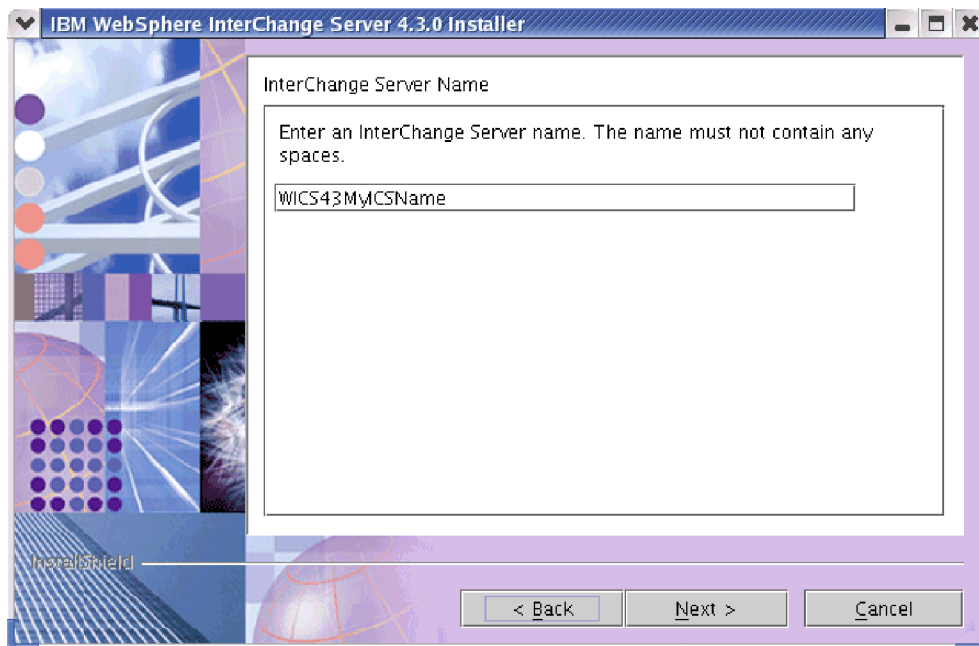 IBM WebSphere InterChange Server 4.3.0 Installer
InterChange Server Name
Enter an InterChange Server name. The name must not contain any
spaces.
WICS43MyICSName
InstallShield
< Back
Next >
Cancel